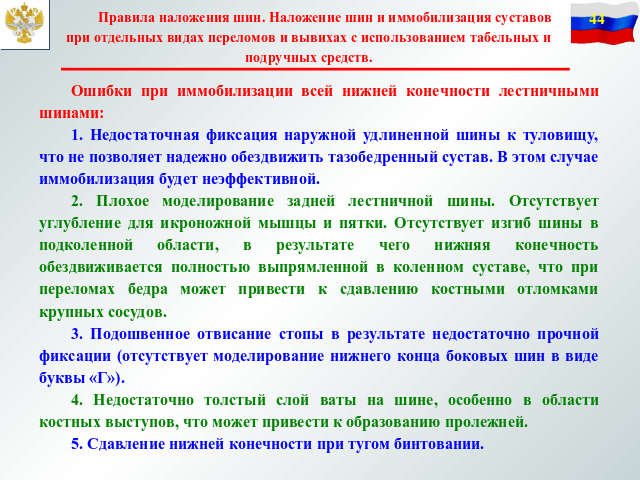 Правила наложения шин. Наложение шин и иммобилизация суставов
при отдельных видах переломов и вывихах с использованием табельных и
подручных средств.
44
Ошибки при иммобилизации всей нижней конечности лестничными
шинами:
1. Недостаточная фиксация наружной удлиненной шины к туловищу,
что не позволяет надежно обездвижить тазобедренный сустав. В этом случае
иммобилизация будет неэффективной.
2. Плохое моделирование задней лестничной шины. Отсутствует
углубление для икроножной мышцы и пятки. Отсутствует изгиб шины в
подколенной области, в результате чего нижняя конечность
обездвиживается полностью выпрямленной в коленном суставе, что при
переломах бедра может привести к сдавлению костными отломками
крупных сосудов.
3. Подошвенное отвисание стопы в результате недостаточно прочной
фиксации (отсутствует моделирование нижнего конца боковых шин в виде
буквы «Г»).
4. Недостаточно толстый слой ваты на шине, особенно в области
костных выступов, что может привести к образованию пролежней.
5. Сдавление нижней конечности при тугом бинтовании.